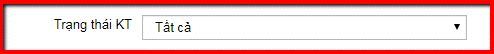 Trạng thái KT Tất cả